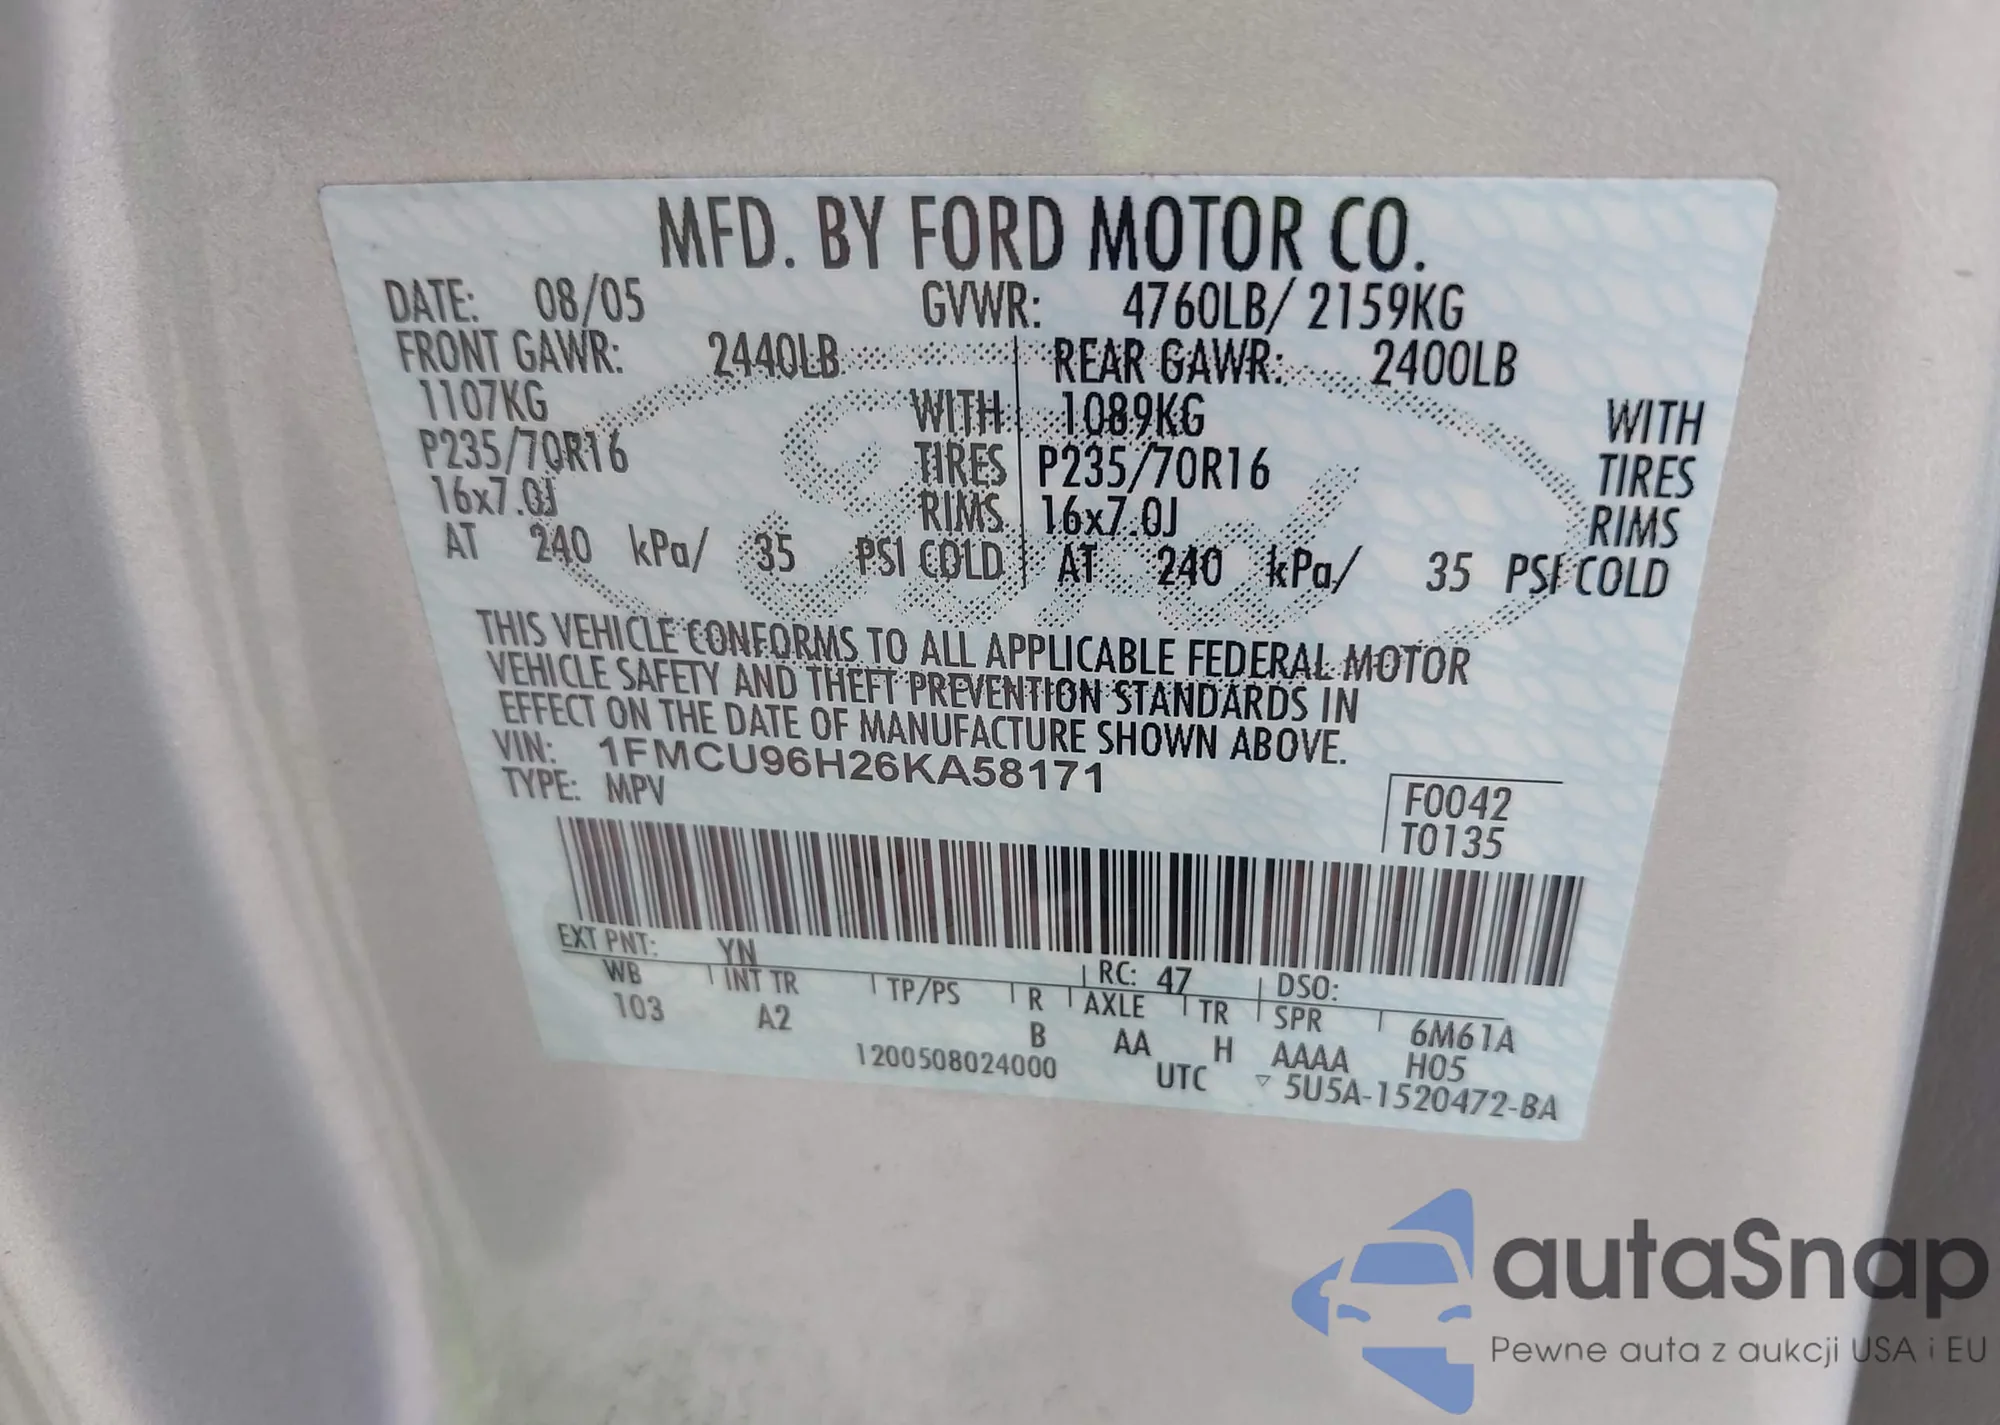 MFD. BY FORD MOTOR CO.
DATE: 08/05 GVWR: 4760LB/ 2159KG
FRONT GAWR: 2440LB REAR GAWR: 2400LB
1107KG WITH 1089KG WITH
P235/70R16 TIRES P235/70R16 TIRES
16x7.0J RIMS 16x7.0J RIMS
AT 240 kPa/ 35 PSI COLD AT 240 kPa/ 35 PSI COLD
THIS VEHICLE CONFORMS TO ALL APPLICABLE FEDERAL MOTOR
VEHICLE SAFETY AND THEFT PREVENTION STANDARDS IN
EFFECT ON THE DATE OF MANUFACTURE SHOWN ABOVE.
VIN: 1FMCU96H26KA58171
TYPE: MPV
F0042
T0135
EXT PNT: YN RC: 47 DSO:
WB INT TR TP/PS R AXLE TR SPR 6M61A
103 A2 B AA H AAAA H05
1200508024000 UTC ▽ 5U5A-1520472-BA
Ford
autaSnap
Pewne auta z aukcji USA i EU